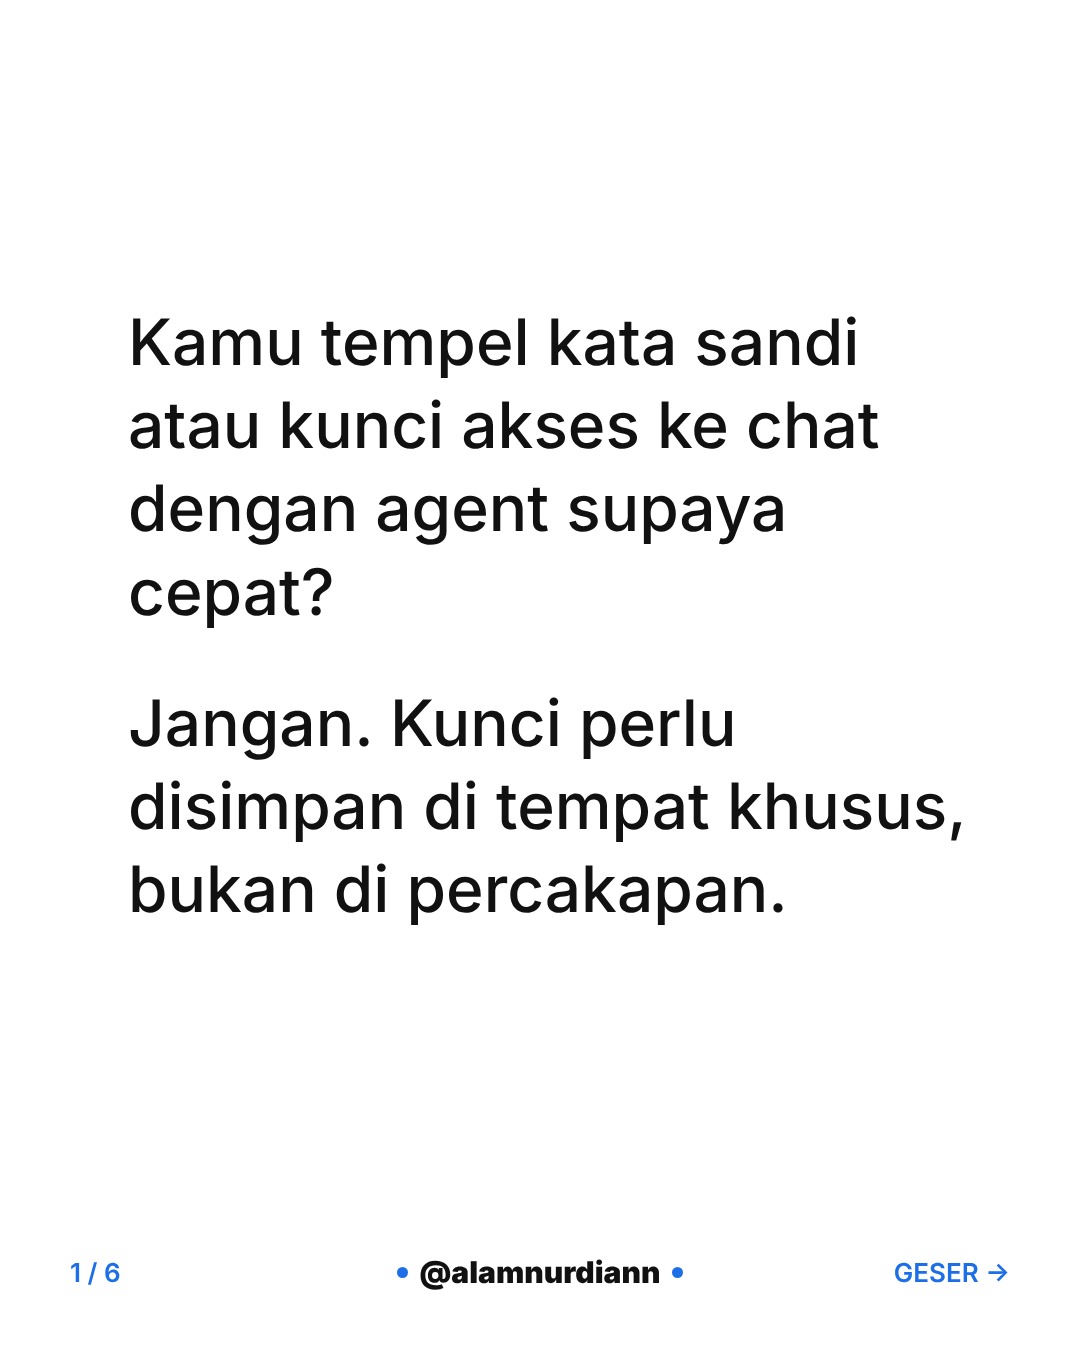 Kamu tempel kata sandi
atau kunci akses ke chat
dengan agent supaya
cepat?
Jangan. Kunci perlu
disimpan di tempat khusus,
bukan di percakapan.
1 / 6
• @alamnurdiann •
GESER →